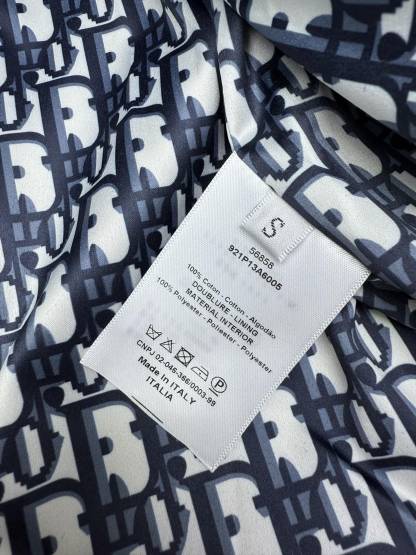 S
56858
921P13A6005
100% Coton - Cotton - Algodão
DOUBLURE - LINING
MATERIAL INTERIOR
100% Polyester - Polyester - Polyester
CNPJ 02-046-366/0003-99
Made In ITALY
ITALIA